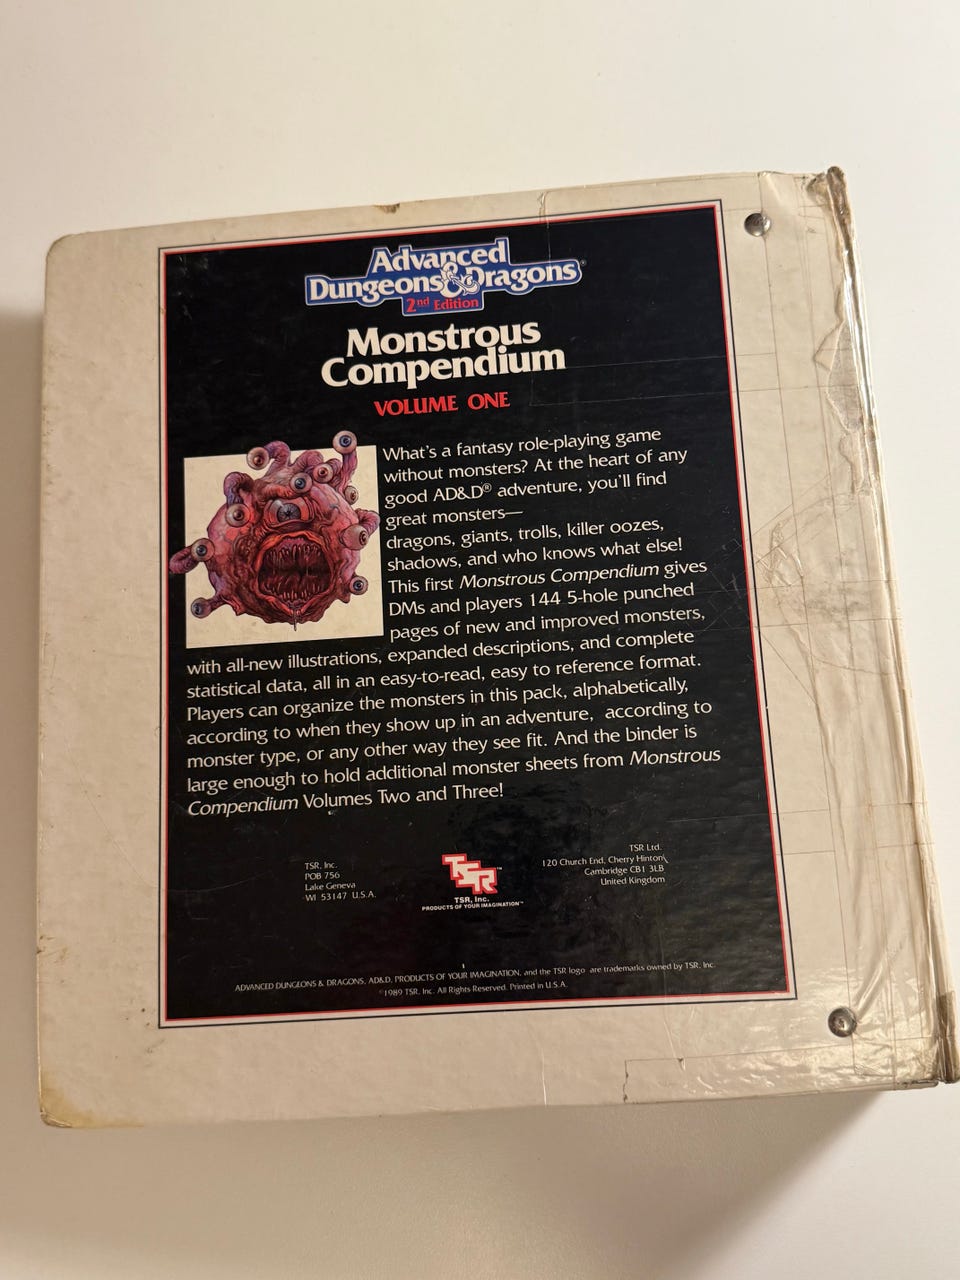 Advanced
Dungeons & Dragons®
2nd Edition
Monstrous
Compendium
VOLUME ONE
What's a fantasy role-playing game
without monsters? At the heart of any
good AD&D® adventure, you'll find
great monsters—
dragons, giants, trolls, killer oozes,
shadows, and who knows what else!
This first Monstrous Compendium gives
DMs and players 144 5-hole punched
pages of new and improved monsters,
with all-new illustrations, expanded descriptions, and complete
statistical data, all in an easy-to-read, easy to reference format.
Players can organize the monsters in this pack, alphabetically,
according to when they show up in an adventure, according to
monster type, or any other way they see fit. And the binder is
large enough to hold additional monster sheets from Monstrous
Compendium Volumes Two and Three!
TSR, Inc.
POB 756
Lake Geneva
WI 53147 U.S.A.
TSR™
TSR, Inc.
PRODUCTS OF YOUR IMAGINATION™
TSR Ltd.
120 Church End, Cherry Hinton
Cambridge CB1 3LB
United Kingdom
ADVANCED DUNGEONS & DRAGONS, AD&D, PRODUCTS OF YOUR IMAGINATION, and the TSR logo are trademarks owned by TSR, Inc.
©1989 TSR, Inc. All Rights Reserved. Printed in U.S.A.